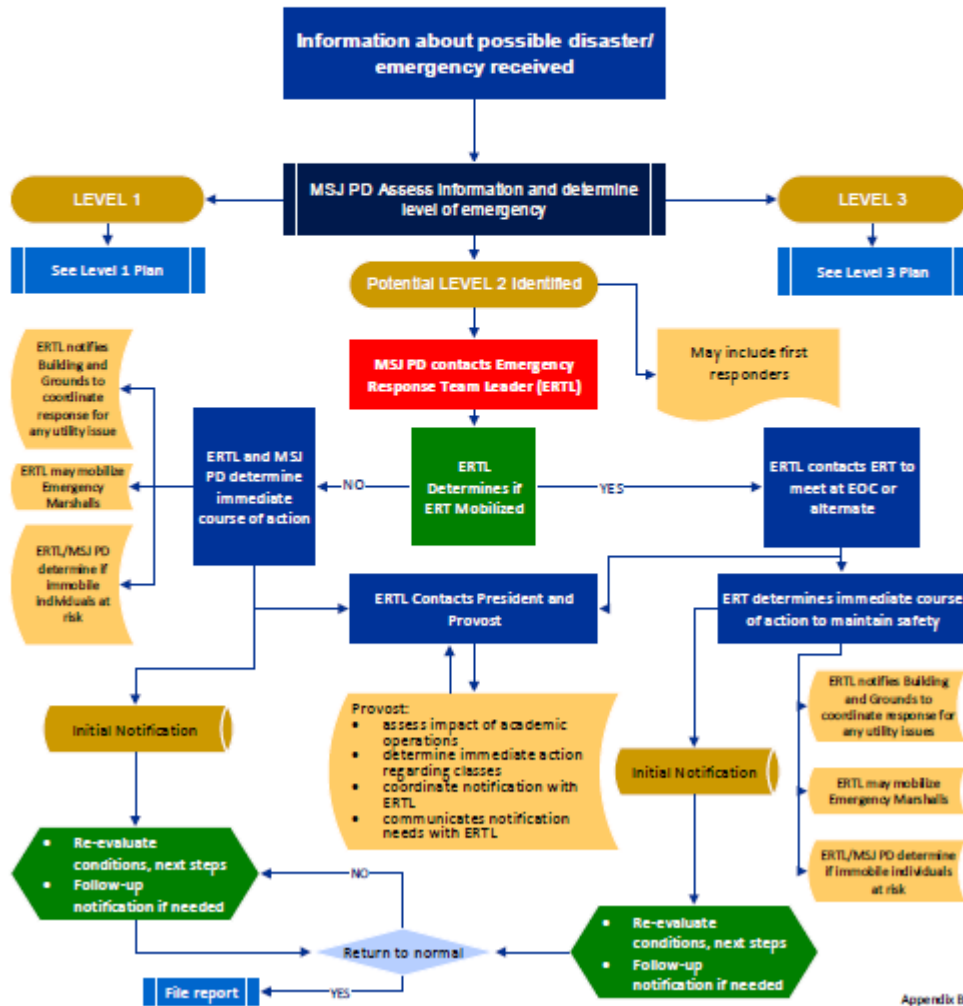 Information about possible disaster/
emergency received
MSJ PD Assess Information and determine
level of emergency
LEVEL 1
LEVEL 3
See Level 1 Plan
See Level 3 Plan
Potential LEVEL 2 Identified
May include first
responders
MSJ PD contacts Emergency
Response Team Leader (ERTL)
ERTL notifies
Building and
Grounds to
coordinate
response for
any utility issue
ERTL may mobilize
Emergency
Marshalls
ERTL/MSJ PD
determine if
immobile
individuals at
risk
ERTL and MSJ
PD determine
immediate
course of action
NO
ERTL
Determines if
ERT Mobilized
YES
ERTL contacts ERT to
meet at EOC or
alternate
ERTL Contacts President and
Provost
ERT determines immediate course
of action to maintain safety
Initial Notification
Provost:
• assess impact of academic
operations
• determine immediate action
regarding classes
• coordinate notification with
ERTL
• communicates notification
needs with ERTL
Initial Notification
ERTL notifies Building
and Grounds to
coordinate response for
any utility issues
ERTL may mobilize
Emergency Marshalls
ERTL/MSJ PD determine
if immobile individuals
at risk
• Re-evaluate
conditions, next steps
• Follow-up
notification if needed
NO
Return to normal
• Re-evaluate
conditions, next steps
• Follow-up
notification if needed
YES
File report
Appendix B